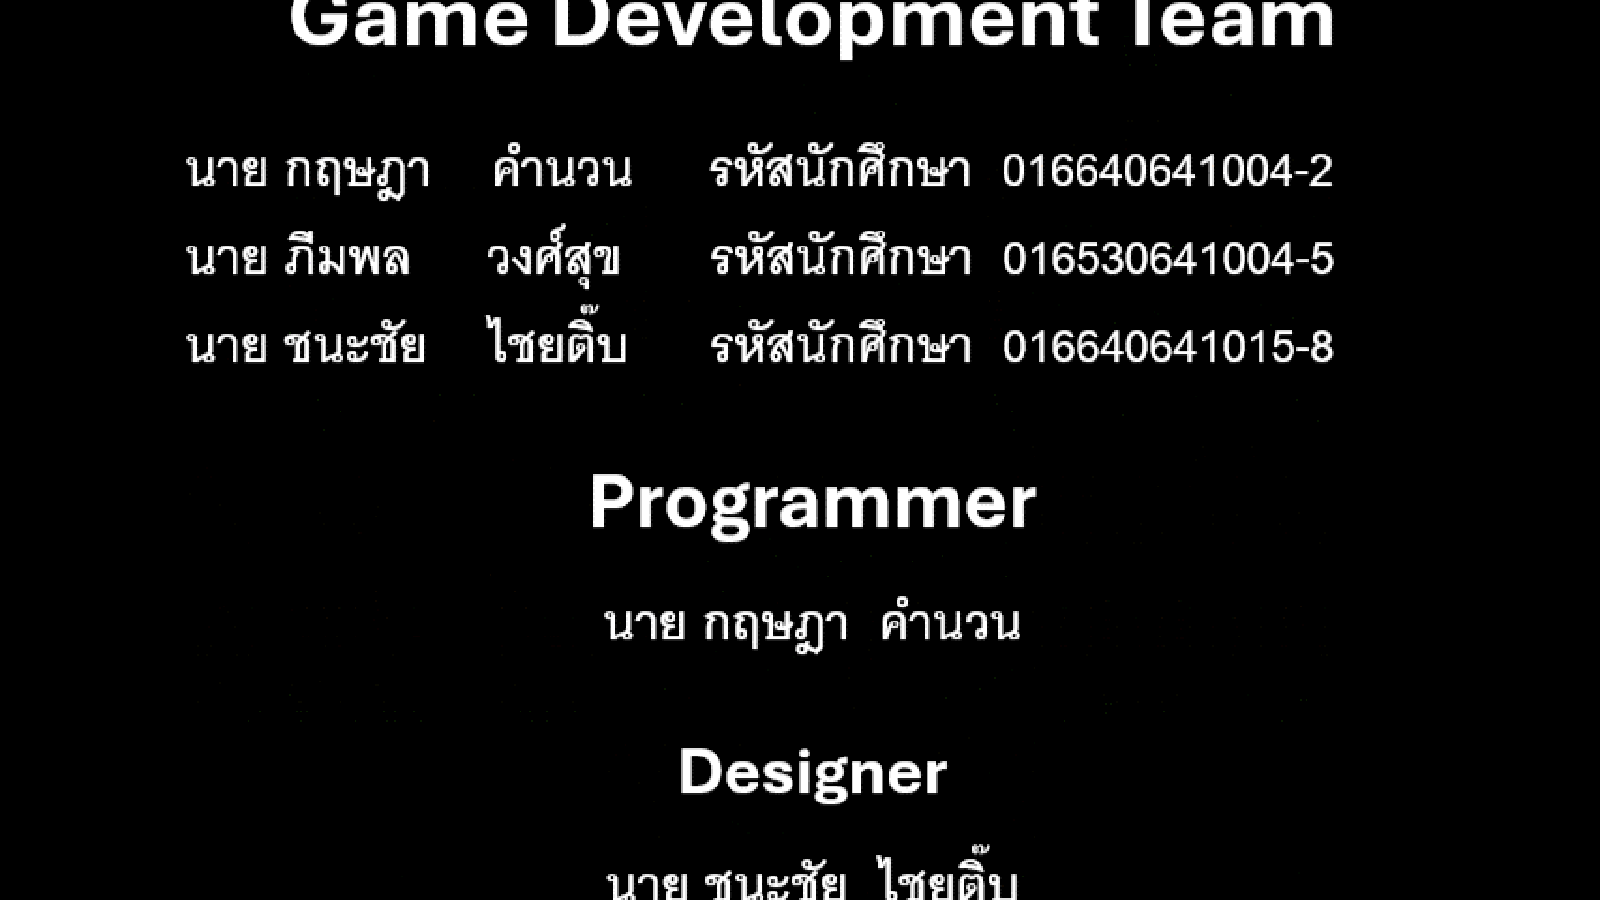 Game Development Team
นาย กฤษฎา คำนวน รหัสนักศึกษา 016640641004-2
นาย ภีมพล วงศ์สุข รหัสนักศึกษา 016530641004-5
นาย ชนะชัย ไชยติ๊บ รหัสนักศึกษา 016640641015-8
Programmer
นาย กฤษฎา คำนวน
Designer
นาย ชนะชัย ไชยติ๊บ